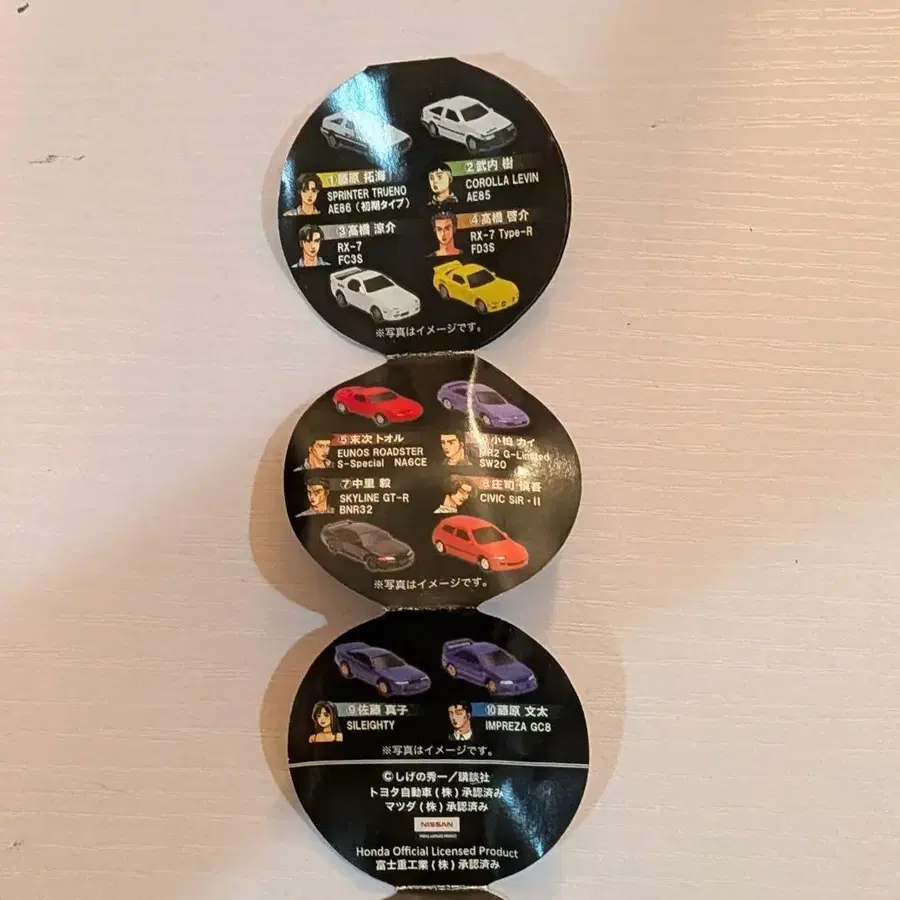 ①藤原 拓海
SPRINTER TRUENO
AE86（初期タイプ）
②武内 樹
COROLLA LEVIN
AE85
③高橋 涼介
RX-7
FC3S
④高橋 啓介
RX-7 Type-R
FD3S
※写真はイメージです。
⑤末次 トオル
EUNOS ROADSTER
S-Special NA6CE
⑥小柏 カイ
MR2 G-Limited
SW20
⑦中里 毅
SKYLINE GT-R
BNR32
⑧庄司 慎吾
CIVIC SiR・II
※写真はイメージです。
⑨佐藤 真子
SILEIGHTY
⑩藤原 文太
IMPREZA GC8
※写真はイメージです。
©しげの秀一／講談社
トヨタ自動車(株)承認済み
マツダ(株)承認済み
NISSAN
Honda Official Licensed Product
富士重工業(株)承認済み